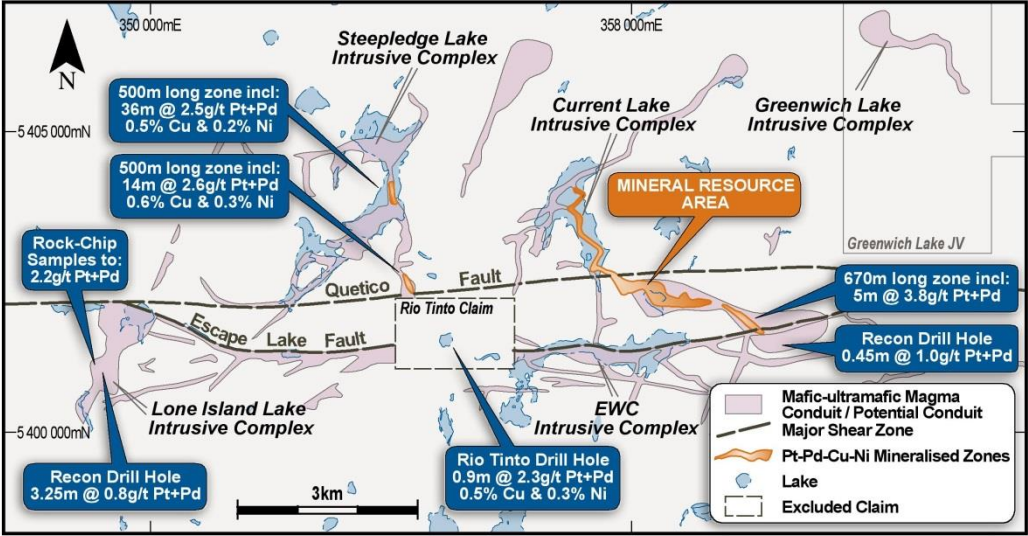 350 000mE
358 000mE
N
5 405 000mN
5 400 000mN
Steepledge Lake
Intrusive Complex
500m long zone incl:
36m @ 2.5g/t Pt+Pd
0.5% Cu & 0.2% Ni
500m long zone incl:
14m @ 2.6g/t Pt+Pd
0.6% Cu & 0.3% Ni
Current Lake
Intrusive Complex
Greenwich Lake
Intrusive Complex
MINERAL RESOURCE
AREA
Greenwich Lake JV
Rock-Chip
Samples to:
2.2g/t Pt+Pd
Quetico Fault
Rio Tinto Claim
Escape Lake Fault
670m long zone incl:
5m @ 3.8g/t Pt+Pd
Recon Drill Hole
0.45m @ 1.0g/t Pt+Pd
Lone Island Lake
Intrusive Complex
EWC
Intrusive Complex
Recon Drill Hole
3.25m @ 0.8g/t Pt+Pd
Rio Tinto Drill Hole
0.9m @ 2.3g/t Pt+Pd
0.5% Cu & 0.3% Ni
3km
Mafic-ultramafic Magma
Conduit / Potential Conduit
Major Shear Zone
Pt-Pd-Cu-Ni Mineralised Zones
Lake
Excluded Claim